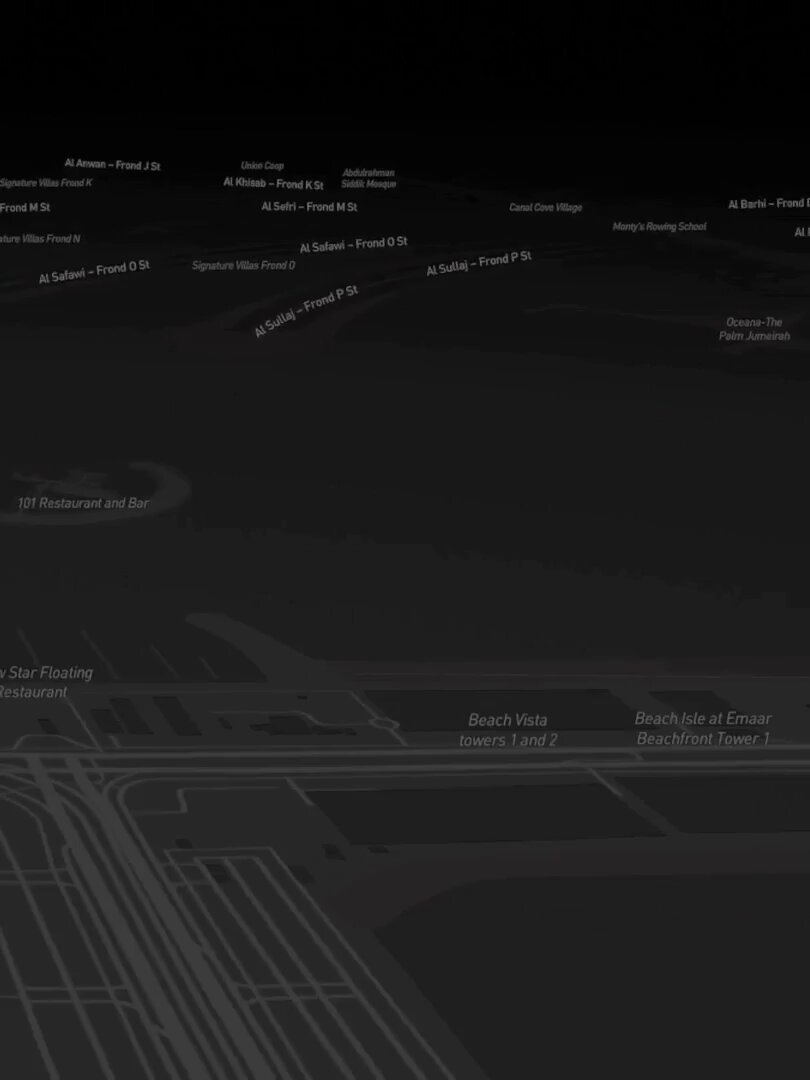 Al Anwan – Frond J St
Union Coop
Abdulrahman
Siddik Mosque
Signature Villas Frond K
Al Khisab – Frond K St
Frond M St
Al Sefri – Frond M St
Canal Cove Village
Al Barhi – Frond
Monty's Rowing School
Al
ature Villas Frond N
Al Safawi – Frond O St
Al Safawi – Frond O St
Signature Villas Frond O
Al Sullaj – Frond P St
Al Sullaj – Frond P St
Oceana-The
Palm Jumeirah
101 Restaurant and Bar
w Star Floating
Restaurant
Beach Vista
towers 1 and 2
Beach Isle at Emaar
Beachfront Tower 1